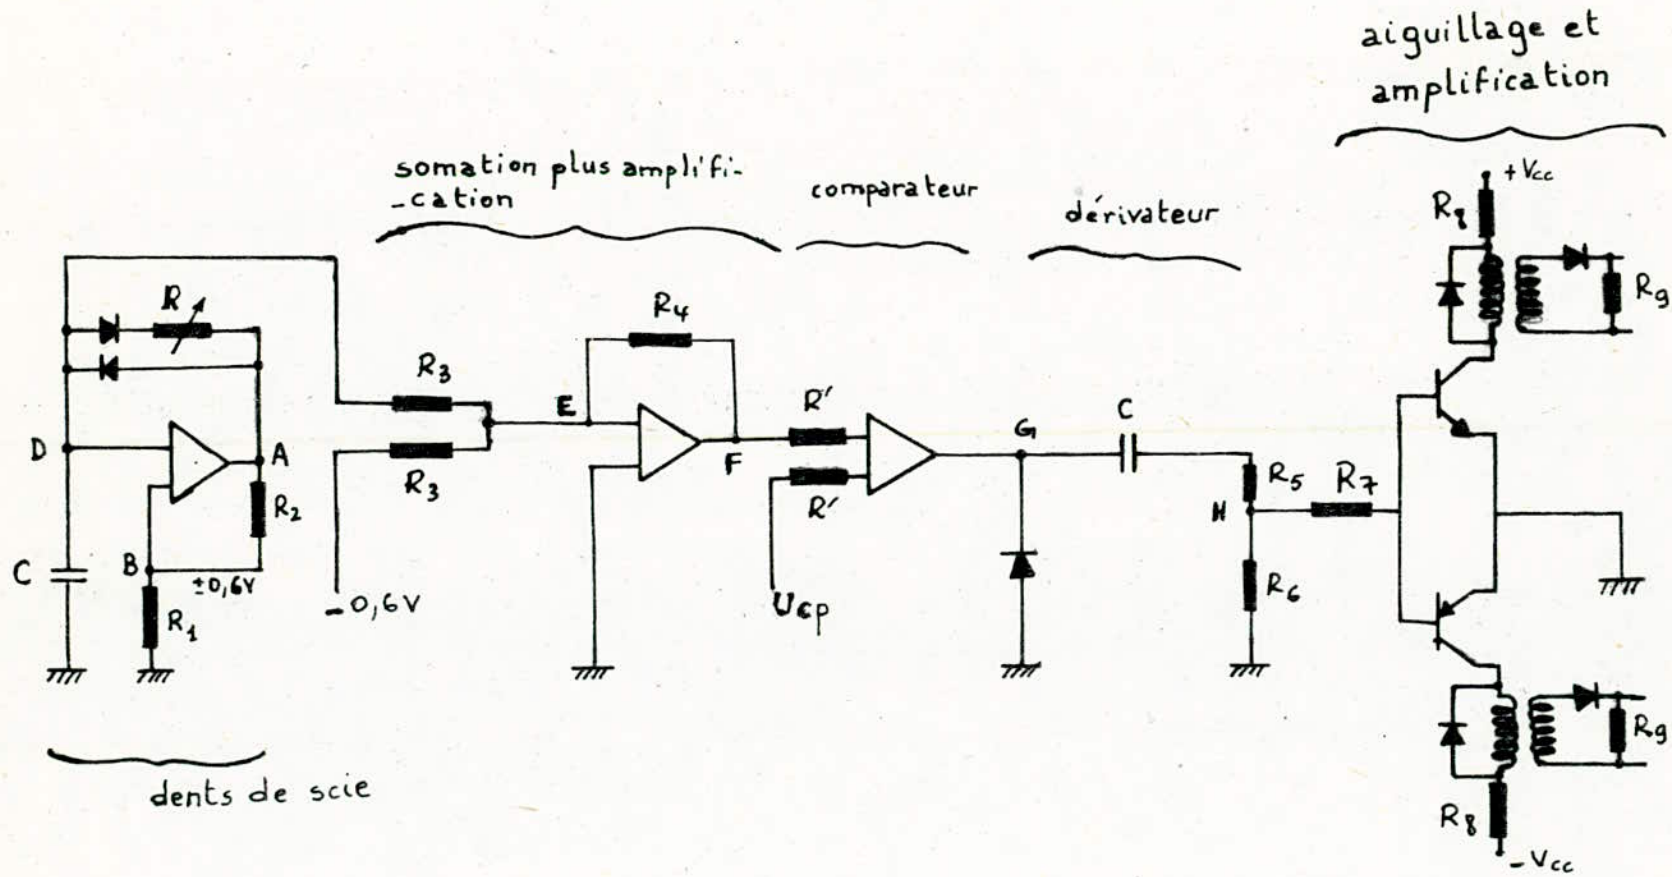 aiguillage et
amplification
somation plus amplifi-
-cation
comparateur
dérivateur
+Vcc
R8
R9
R
R3
R3
R4
E
F
R'
R'
Ucp
G
C
H
R5
R6
R7
D
A
B
C
R1
R2
±0,6V
-0,6V
dents de scie
R9
R8
-Vcc